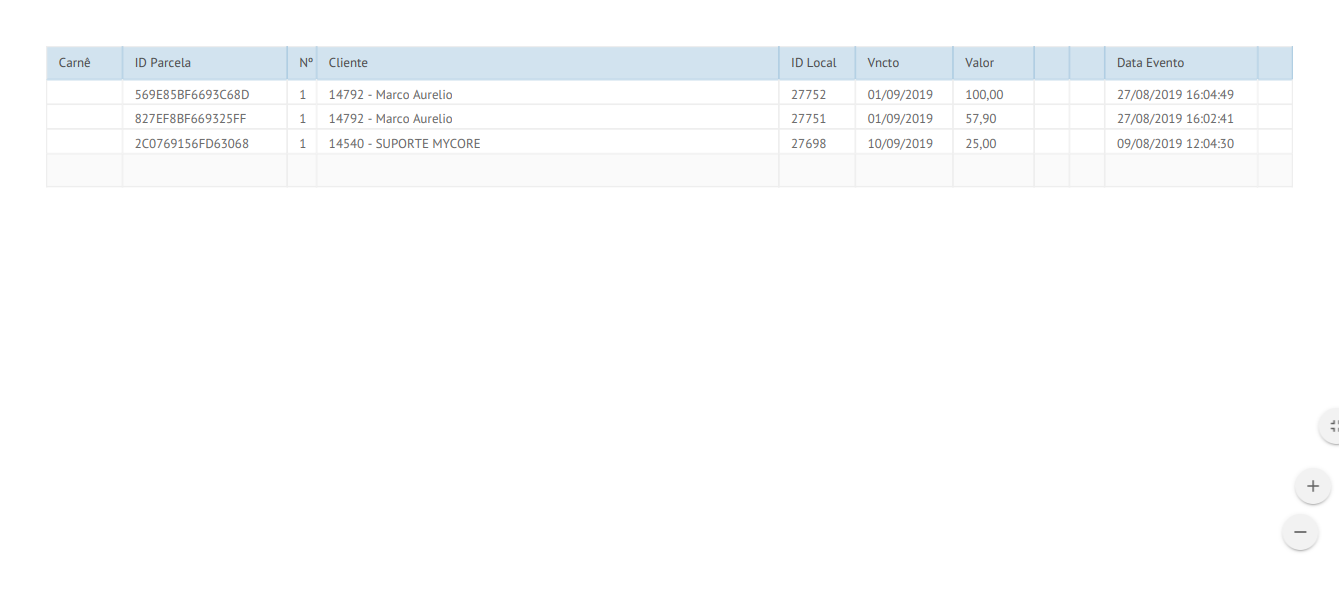 Carnê ID Parcela Nº Cliente ID Local Vncto Valor Data Evento
569E85BF6693C68D 1 14792 - Marco Aurelio 27752 01/09/2019 100,00 27/08/2019 16:04:49
827EF8BF669325FF 1 14792 - Marco Aurelio 27751 01/09/2019 57,90 27/08/2019 16:02:41
2C0769156FD63068 1 14540 - SUPORTE MYCORE 27698 10/09/2019 25,00 09/08/2019 12:04:30